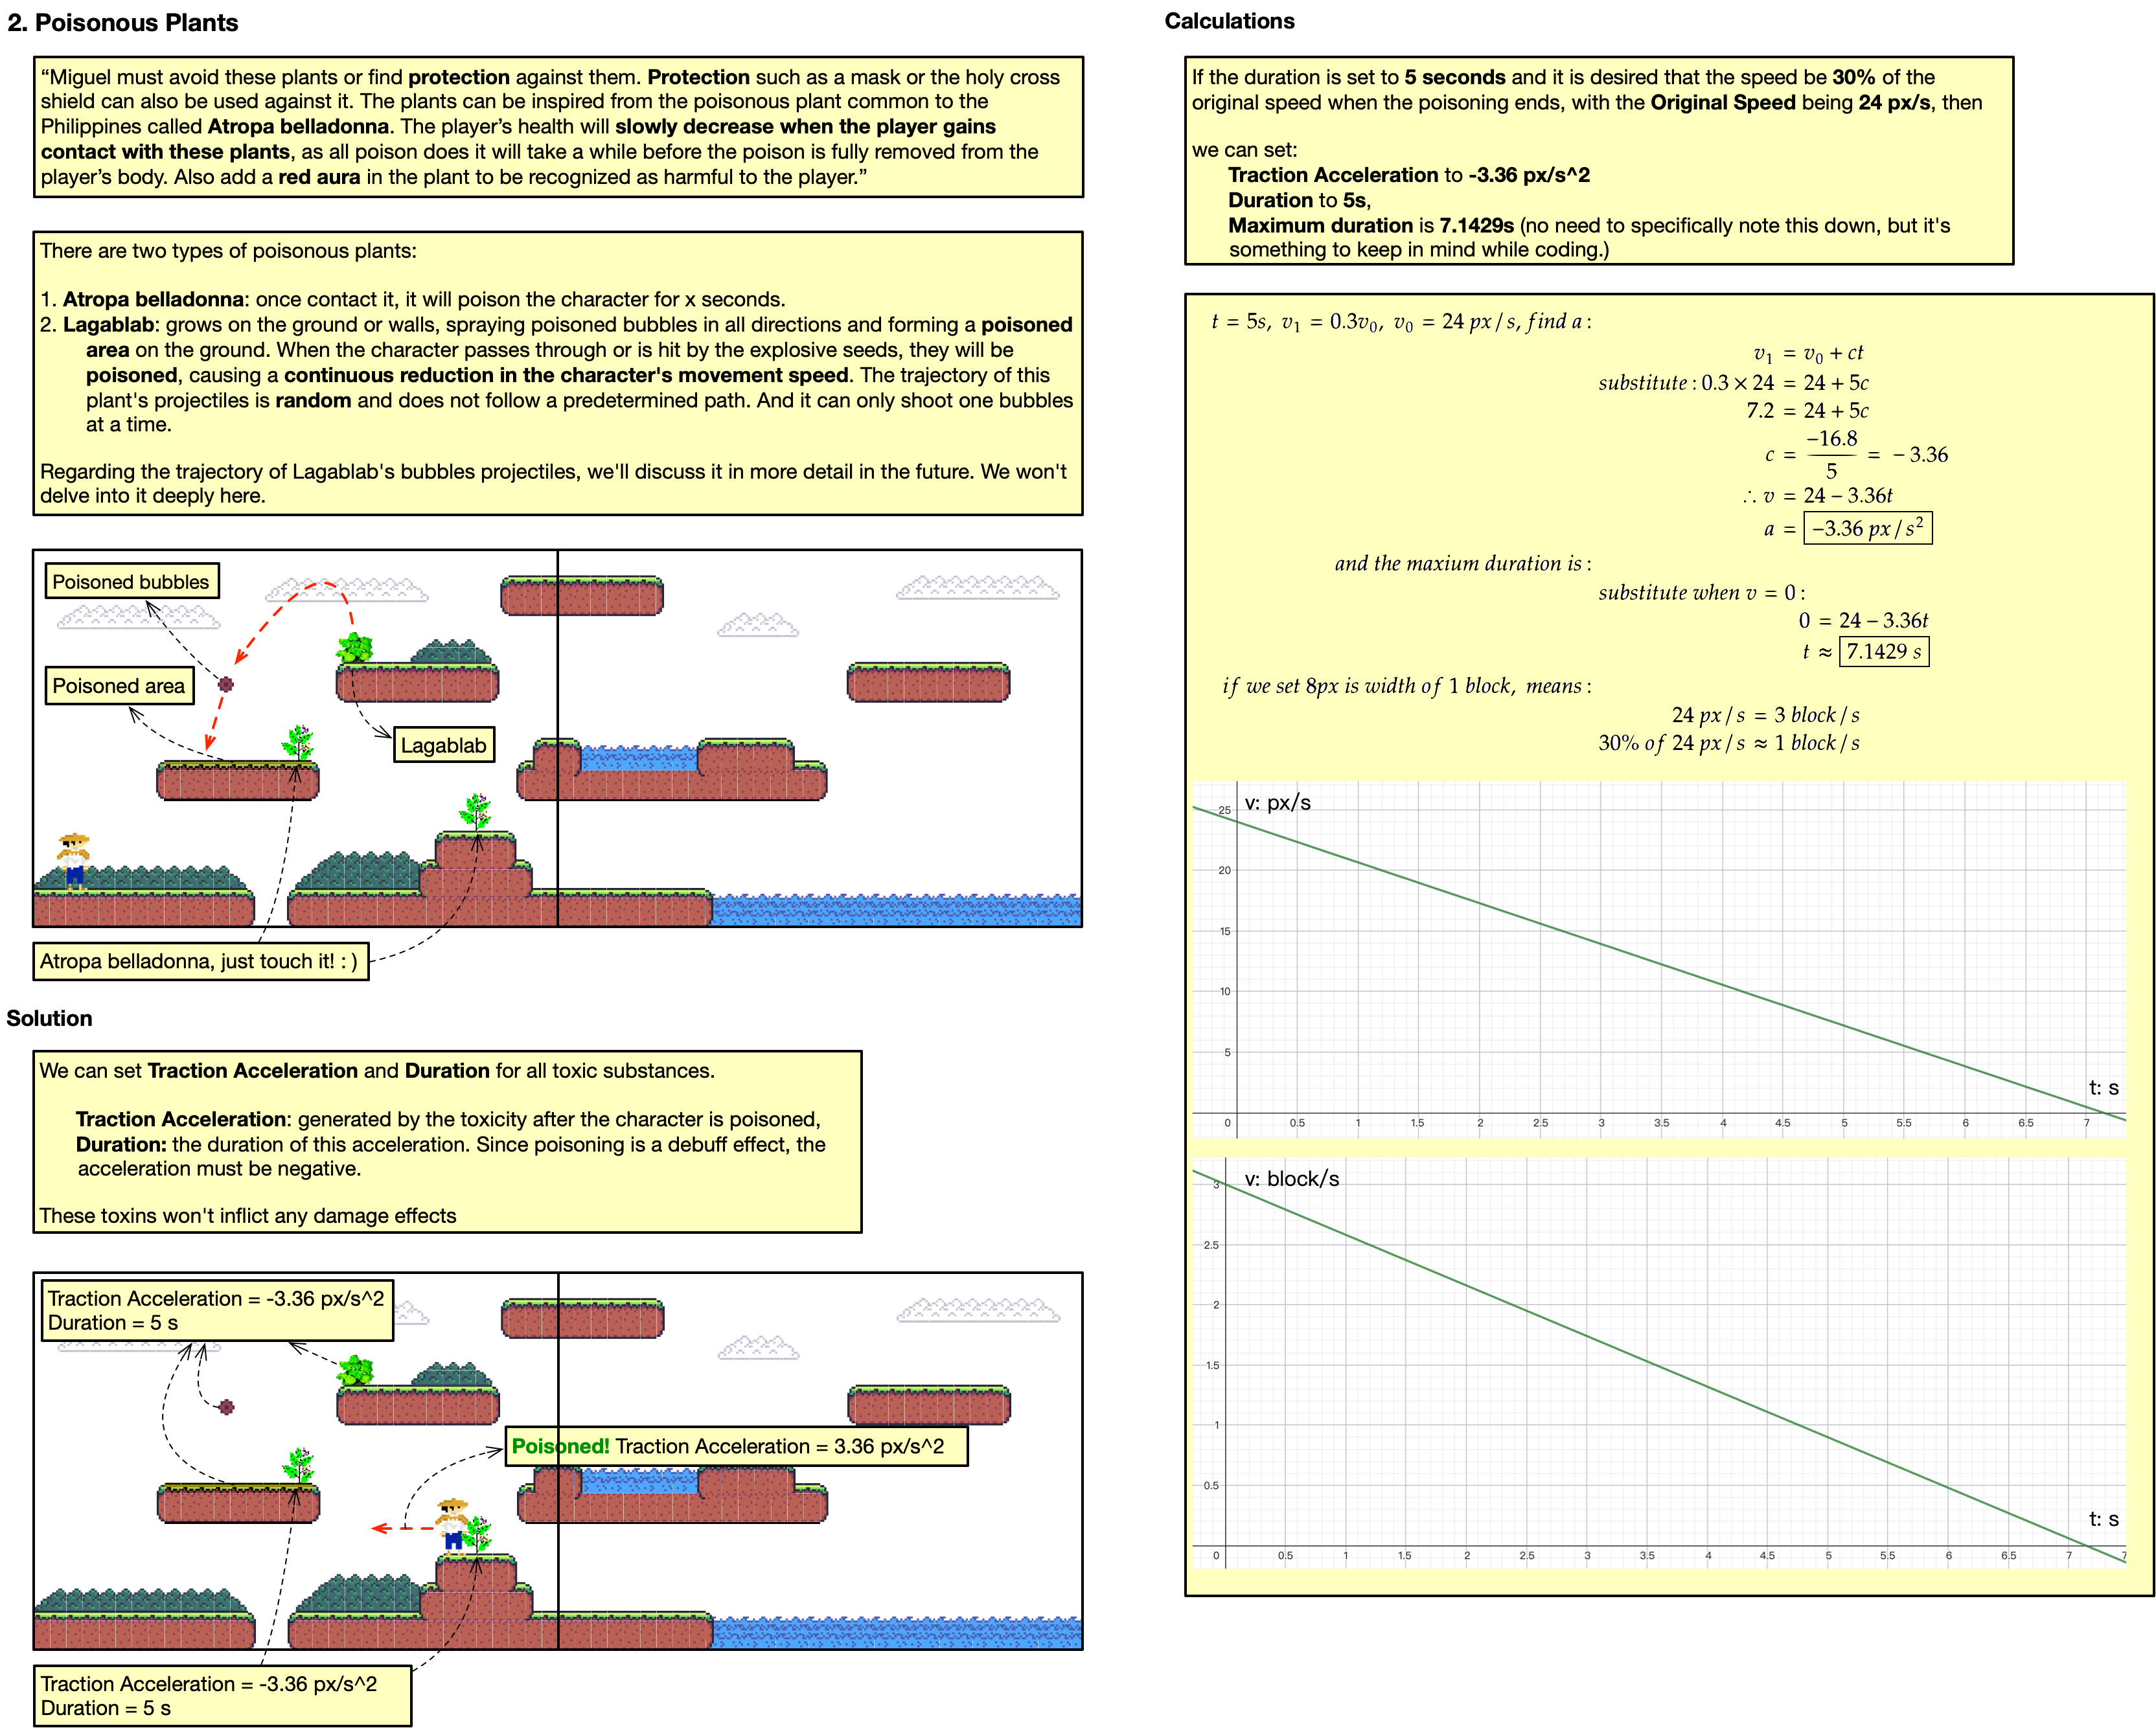 2. Poisonous Plants
“Miguel must avoid these plants or find protection against them. Protection such as a mask or the holy cross
shield can also be used against it. The plants can be inspired from the poisonous plant common to the
Philippines called Atropa belladonna. The player’s health will slowly decrease when the player gains
contact with these plants, as all poison does it will take a while before the poison is fully removed from the
player’s body. Also add a red aura in the plant to be recognized as harmful to the player.”
There are two types of poisonous plants:
1. Atropa belladonna: once contact it, it will poison the character for x seconds.
2. Lagablab: grows on the ground or walls, spraying poisoned bubbles in all directions and forming a poisoned
area on the ground. When the character passes through or is hit by the explosive seeds, they will be
poisoned, causing a continuous reduction in the character's movement speed. The trajectory of this
plant's projectiles is random and does not follow a predetermined path. And it can only shoot one bubbles
at a time.
Regarding the trajectory of Lagablab's bubbles projectiles, we'll discuss it in more detail in the future. We won't
delve into it deeply here.
Poisoned bubbles
Poisoned area
Lagablab
Atropa belladonna, just touch it! : )
Solution
We can set Traction Acceleration and Duration for all toxic substances.
Traction Acceleration: generated by the toxicity after the character is poisoned,
Duration: the duration of this acceleration. Since poisoning is a debuff effect, the
acceleration must be negative.
These toxins won't inflict any damage effects
Traction Acceleration = -3.36 px/s^2
Duration = 5 s
Poisoned! Traction Acceleration = 3.36 px/s^2
Traction Acceleration = -3.36 px/s^2
Duration = 5 s
Calculations
If the duration is set to 5 seconds and it is desired that the speed be 30% of the
original speed when the poisoning ends, with the Original Speed being 24 px/s, then
we can set:
Traction Acceleration to -3.36 px/s^2
Duration to 5s,
Maximum duration is 7.1429s (no need to specifically note this down, but it's
something to keep in mind while coding.)
t = 5s, v₁ = 0.3v₀, v₀ = 24 px / s, find a :
v₁ = v₀ + ct
substitute : 0.3 × 24 = 24 + 5c
7.2 = 24 + 5c
c = −16.8 / 5 = − 3.36
∴ v = 24 − 3.36t
a = −3.36 px / s²
and the maxium duration is :
substitute when v = 0 :
0 = 24 − 3.36t
t ≈ 7.1429 s
if we set 8px is width of 1 block, means :
24 px / s = 3 block / s
30% of 24 px / s ≈ 1 block / s
v: px/s
25
20
15
10
5
t: s
0 0.5 1 1.5 2 2.5 3 3.5 4 4.5 5 5.5 6 6.5 7
v: block/s
3
2.5
2
1.5
1
0.5
t: s
0 0.5 1 1.5 2 2.5 3 3.5 4 4.5 5 5.5 6 6.5 7 7